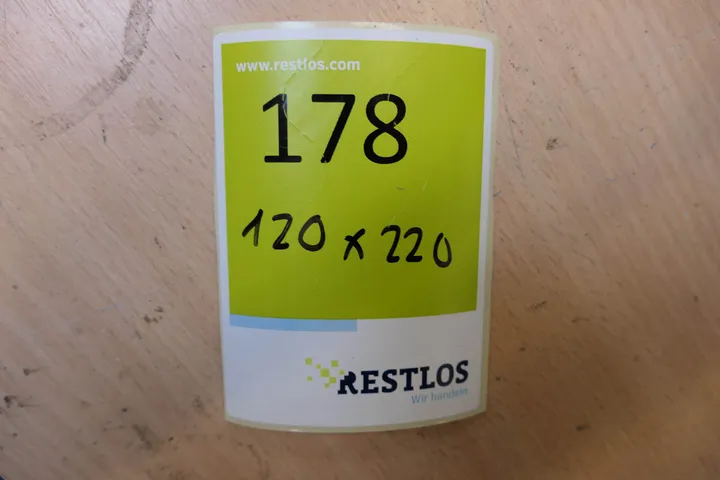 www.restlos.com
178
120 x 220
RESTLOS
Wir handeln